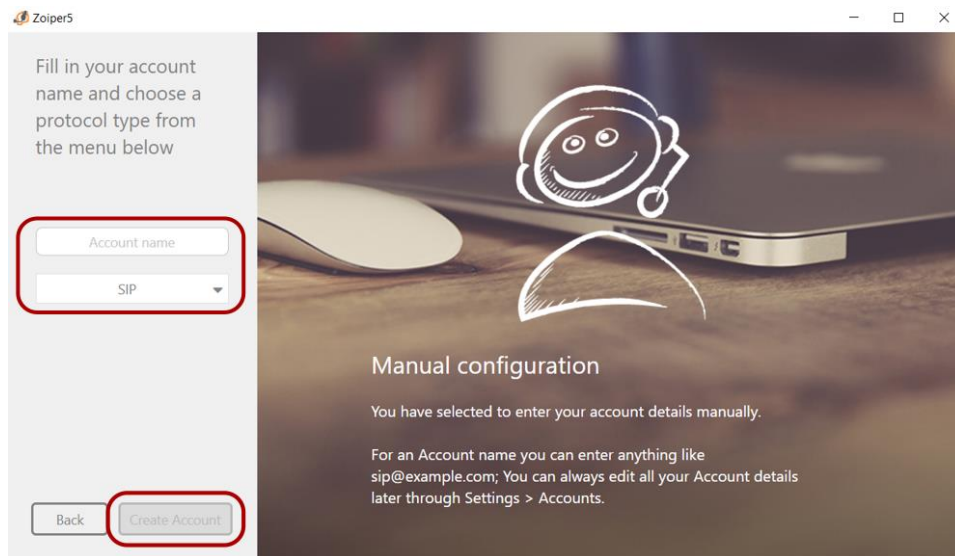 Zoiper5
Fill in your account
name and choose a
protocol type from
the menu below
Account name
SIP
Back
Create Account
Manual configuration
You have selected to enter your account details manually.
For an Account name you can enter anything like
sip@example.com; You can always edit all your Account details
later through Settings > Accounts.